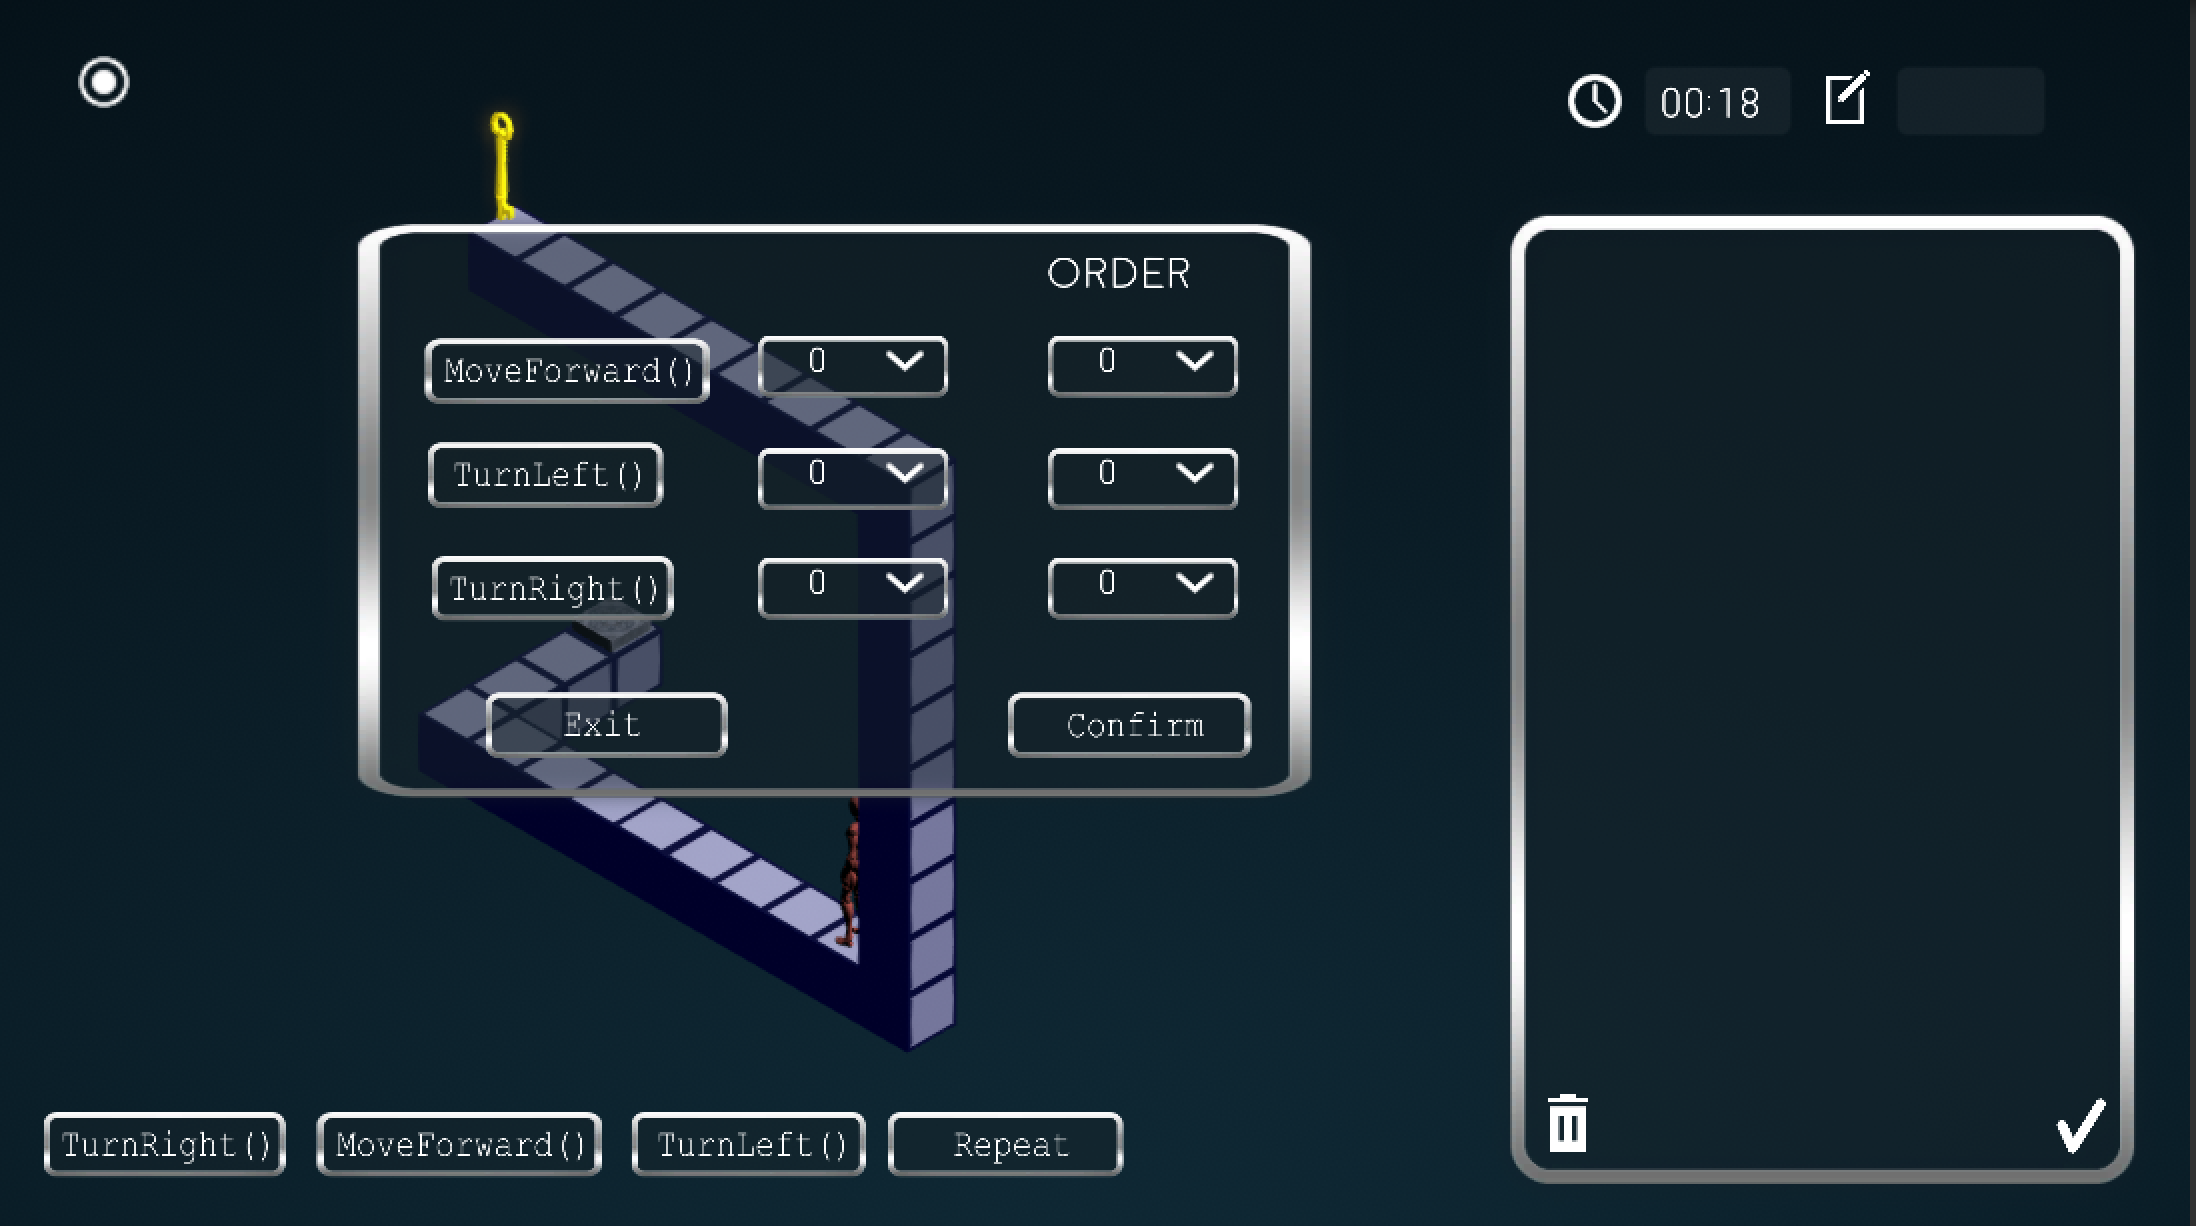 00:18
ORDER
MoveForward() 0 0
TurnLeft() 0 0
TurnRight() 0 0
Exit Confirm
TurnRight() MoveForward() TurnLeft() Repeat